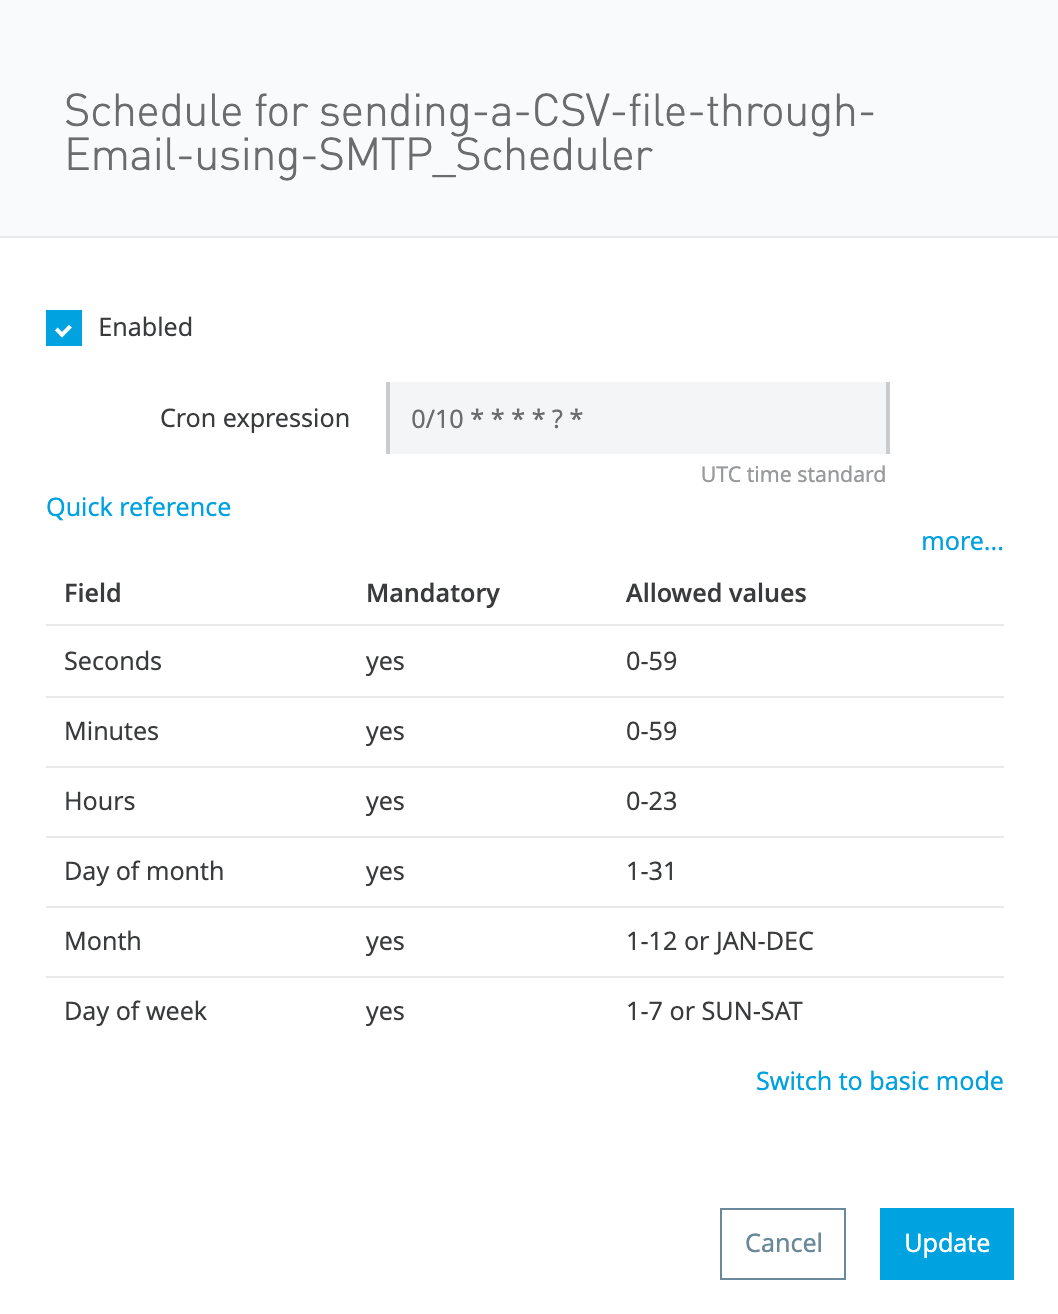 Schedule for sending-a-CSV-file-through-
Email-using-SMTP_Scheduler
Enabled
Cron expression 0/10 * * * * ? *
UTC time standard
Quick reference
more...
Field Mandatory Allowed values
Seconds yes 0-59
Minutes yes 0-59
Hours yes 0-23
Day of month yes 1-31
Month yes 1-12 or JAN-DEC
Day of week yes 1-7 or SUN-SAT
Switch to basic mode
Cancel Update